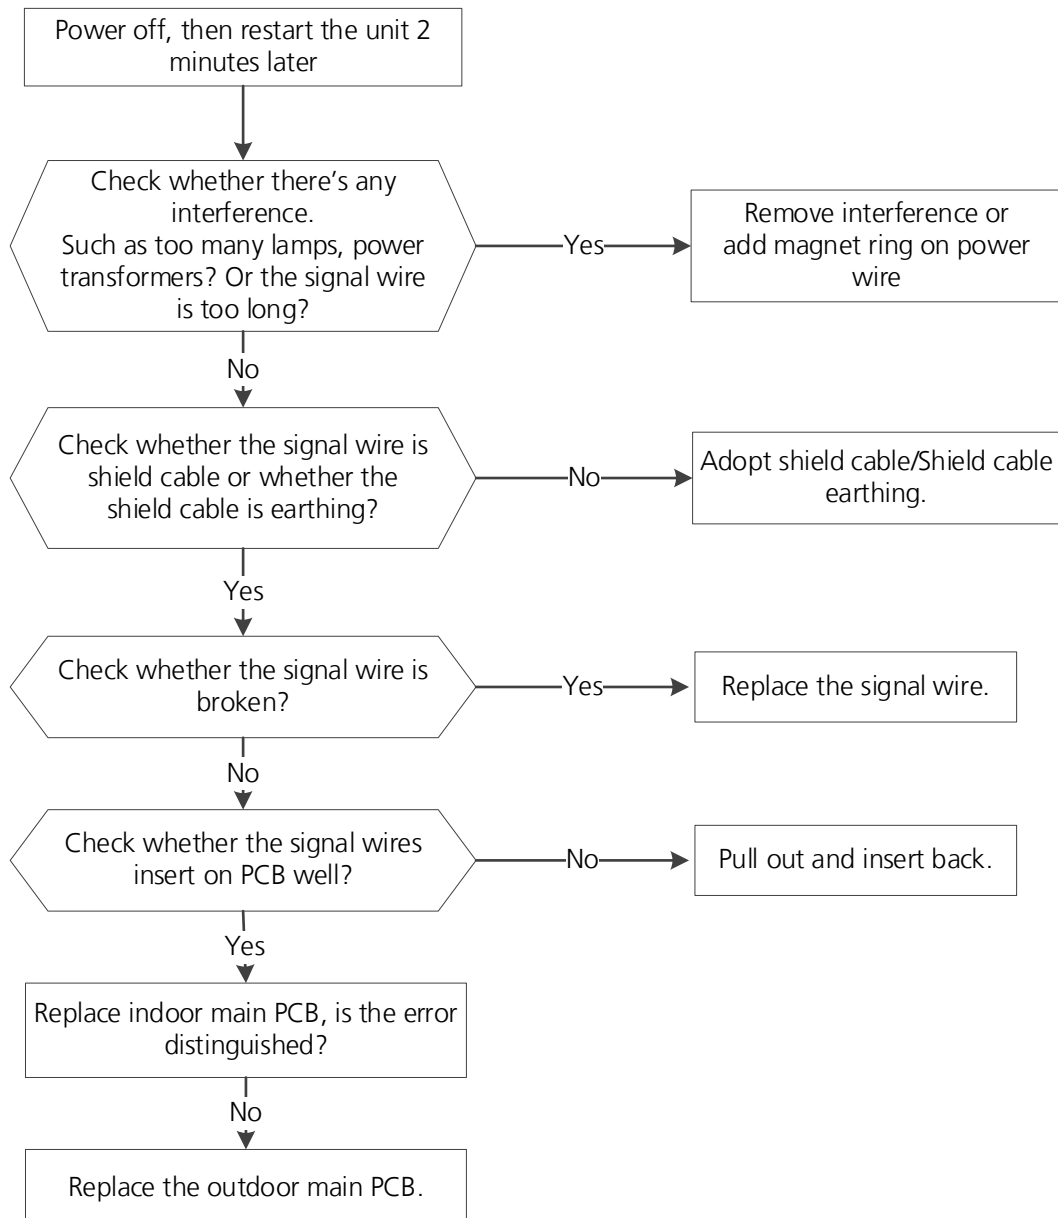 Power off, then restart the unit 2
minutes later
Check whether there’s any
interference.
Such as too many lamps, power
transformers? Or the signal wire
is too long?
Yes
Remove interference or
add magnet ring on power
wire
No
Check whether the signal wire is
shield cable or whether the
shield cable is earthing?
No
Adopt shield cable/Shield cable
earthing.
Yes
Check whether the signal wire is
broken?
Yes
Replace the signal wire.
No
Check whether the signal wires
insert on PCB well?
No
Pull out and insert back.
Yes
Replace indoor main PCB, is the error
distinguished?
No
Replace the outdoor main PCB.